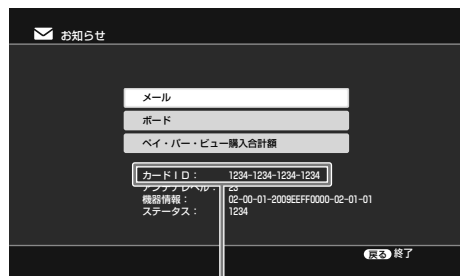 お知らせ
メール
ボード
ペイ・パー・ビュー購入合計額
カードID： 1234-1234-1234-1234
アンテナレベル： 23
機器情報： 02-00-01-2009EEFF0000-02-01-01
ステータス： 1234
戻る 終了